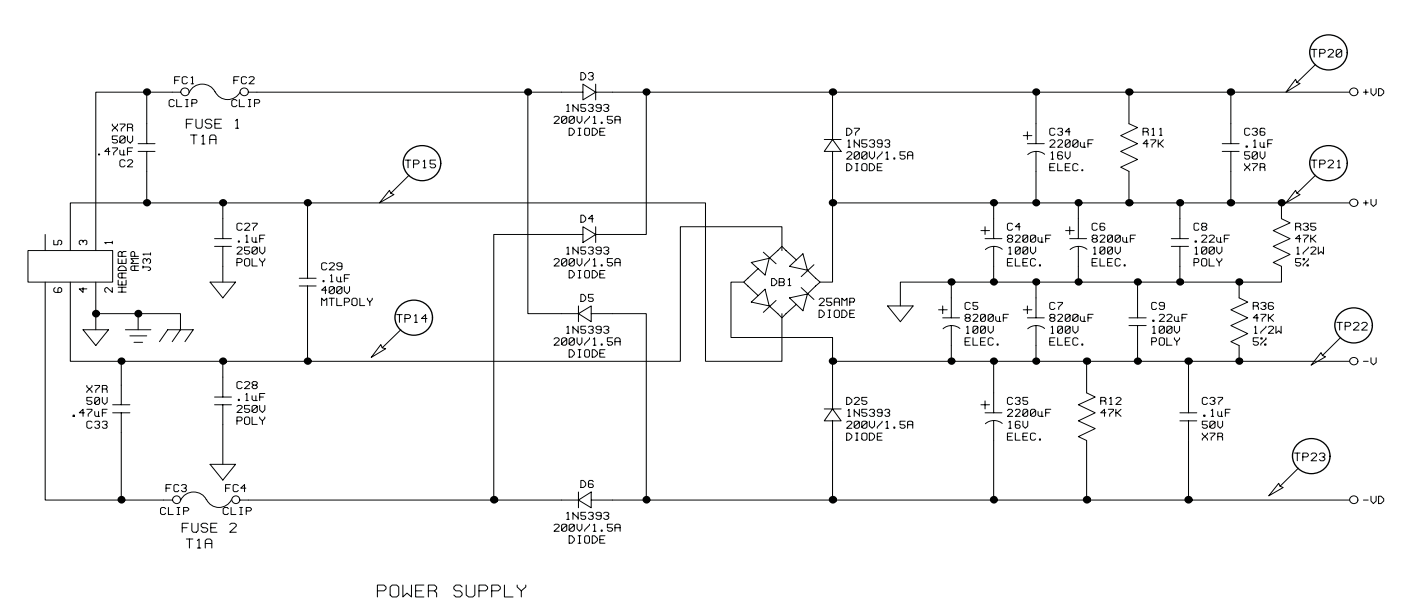 TP20
FC1
FC2
CLIP
CLIP
FUSE 1
T1A
D3
1N5393
200V/1.5A
DIODE
+VD
X7R
50V
.47uF
C2
D7
1N5393
200V/1.5A
DIODE
+
C34
2200uF
16V
ELEC.
R11
47K
C36
.1uF
50V
X7R
TP15
TP21
+V
5
3
1
HEADER
AMP
J31
6
4
2
C27
.1uF
250V
POLY
C29
.1uF
400V
MTLPOLY
D4
1N5393
200V/1.5A
DIODE
+
C4
8200uF
100V
ELEC.
+
C6
8200uF
100V
ELEC.
C8
.22uF
100V
POLY
R35
47K
1/2W
5%
DB1
25AMP
DIODE
D5
1N5393
200V/1.5A
DIODE
+
C5
8200uF
100V
ELEC.
+
C7
8200uF
100V
ELEC.
C9
.22uF
100V
POLY
R36
47K
1/2W
5%
TP14
TP22
-V
X7R
50V
.47uF
C33
C28
.1uF
250V
POLY
D25
1N5393
200V/1.5A
DIODE
+
C35
2200uF
16V
ELEC.
R12
47K
C37
.1uF
50V
X7R
TP23
FC3
FC4
CLIP
CLIP
FUSE 2
T1A
D6
1N5393
200V/1.5A
DIODE
-VD
POWER SUPPLY